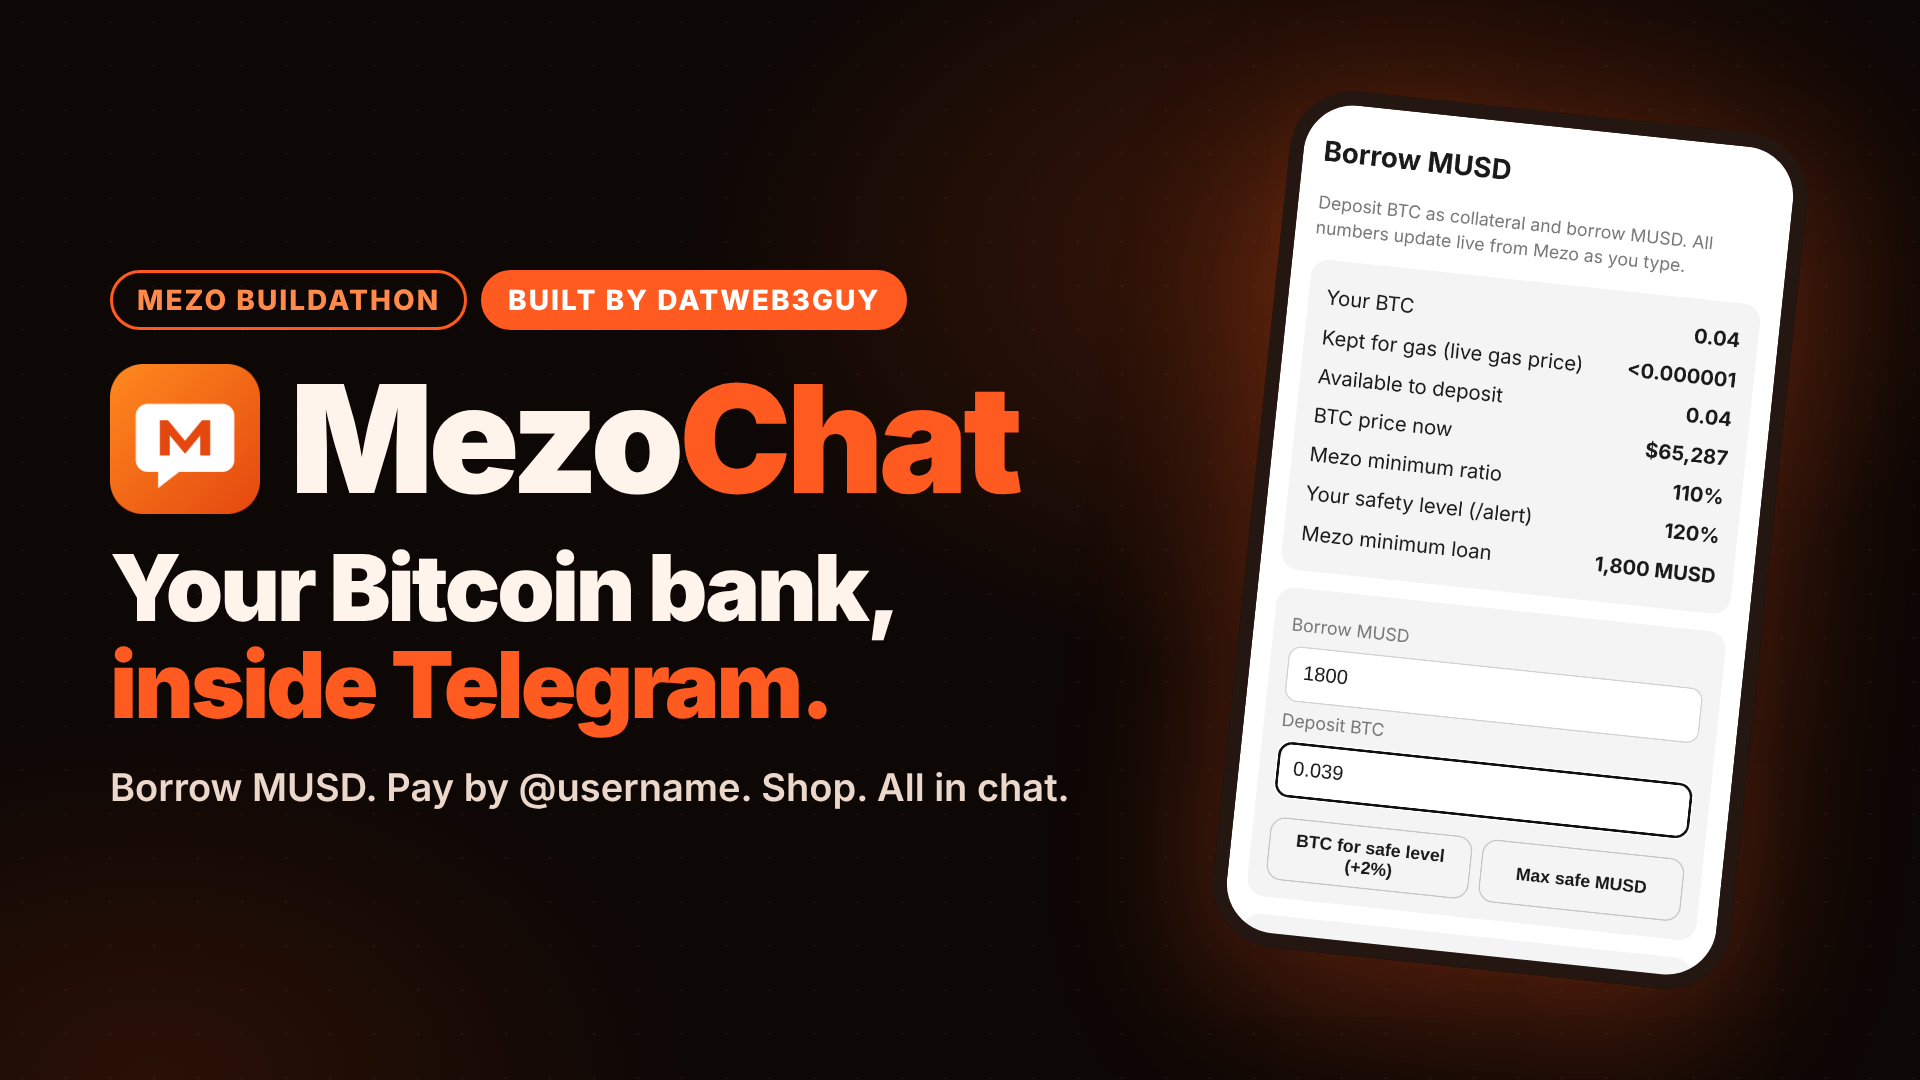 MEZO BUILDATHON
BUILT BY DATWEB3GUY
M
MezoChat
Your Bitcoin bank,
inside Telegram.
Borrow MUSD. Pay by @username. Shop. All in chat.
Borrow MUSD
Deposit BTC as collateral and borrow MUSD. All
numbers update live from Mezo as you type.
Your BTC 0.04
Kept for gas (live gas price) <0.000001
Available to deposit 0.04
BTC price now $65,287
Mezo minimum ratio 110%
Your safety level (/alert) 120%
Mezo minimum loan 1,800 MUSD
Borrow MUSD
1800
Deposit BTC
0.039
BTC for safe level
(+2%)
Max safe MUSD